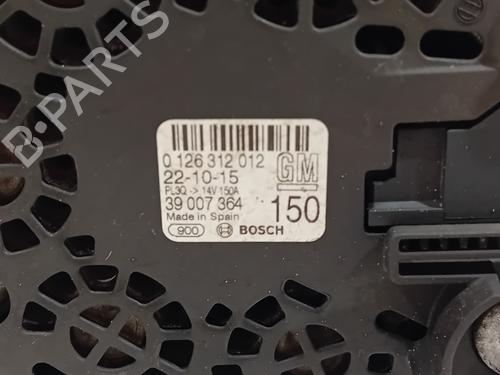 B-PARTS
0 126 312 012
GM
22-10-15
PL3Q -> 14V 150A
39 007 364
150
Made in Spain
900
BOSCH